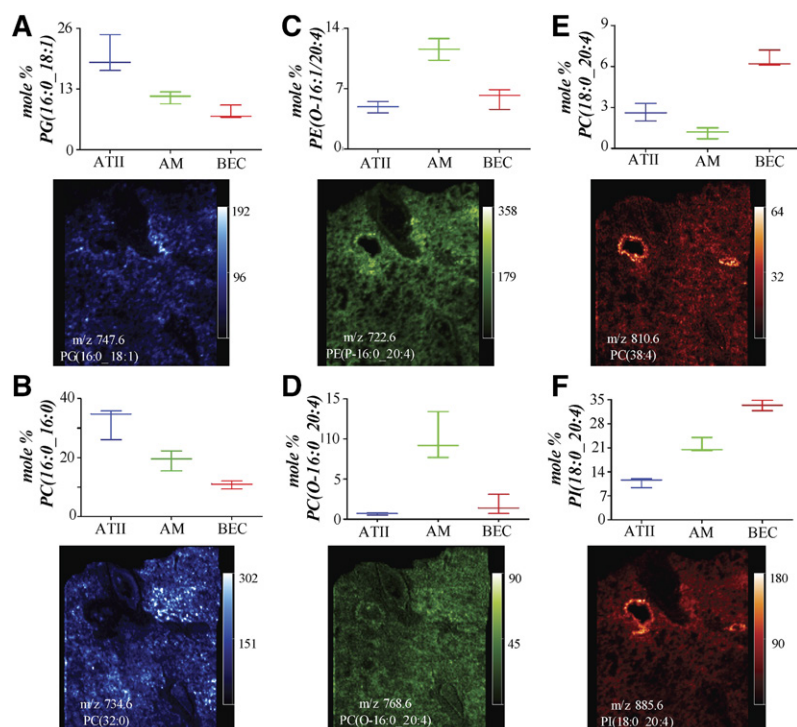 A
mole %
PG(16:0_18:1)
26
13
0
ATII AM BEC
192
96
m/z 747.6
PG(16:0_18:1)
C
mole %
PE(O-16:1/20:4)
14
7
0
ATII AM BEC
358
179
m/z 722.6
PE(P-16:0_20:4)
E
mole %
PC(18:0_20:4)
9
6
3
0
ATII AM BEC
64
32
m/z 810.6
PC(38:4)
B
mole %
PC(16:0_16:0)
40
20
0
ATII AM BEC
302
151
m/z 734.6
PC(32:0)
D
mole %
PC(O-16:0_20:4)
15
10
5
0
ATII AM BEC
90
45
m/z 768.6
PC(O-16:0_20:4)
F
mole %
PI(18:0_20:4)
35
28
21
14
7
0
ATII AM BEC
180
90
m/z 885.6
PI(18:0_20:4)